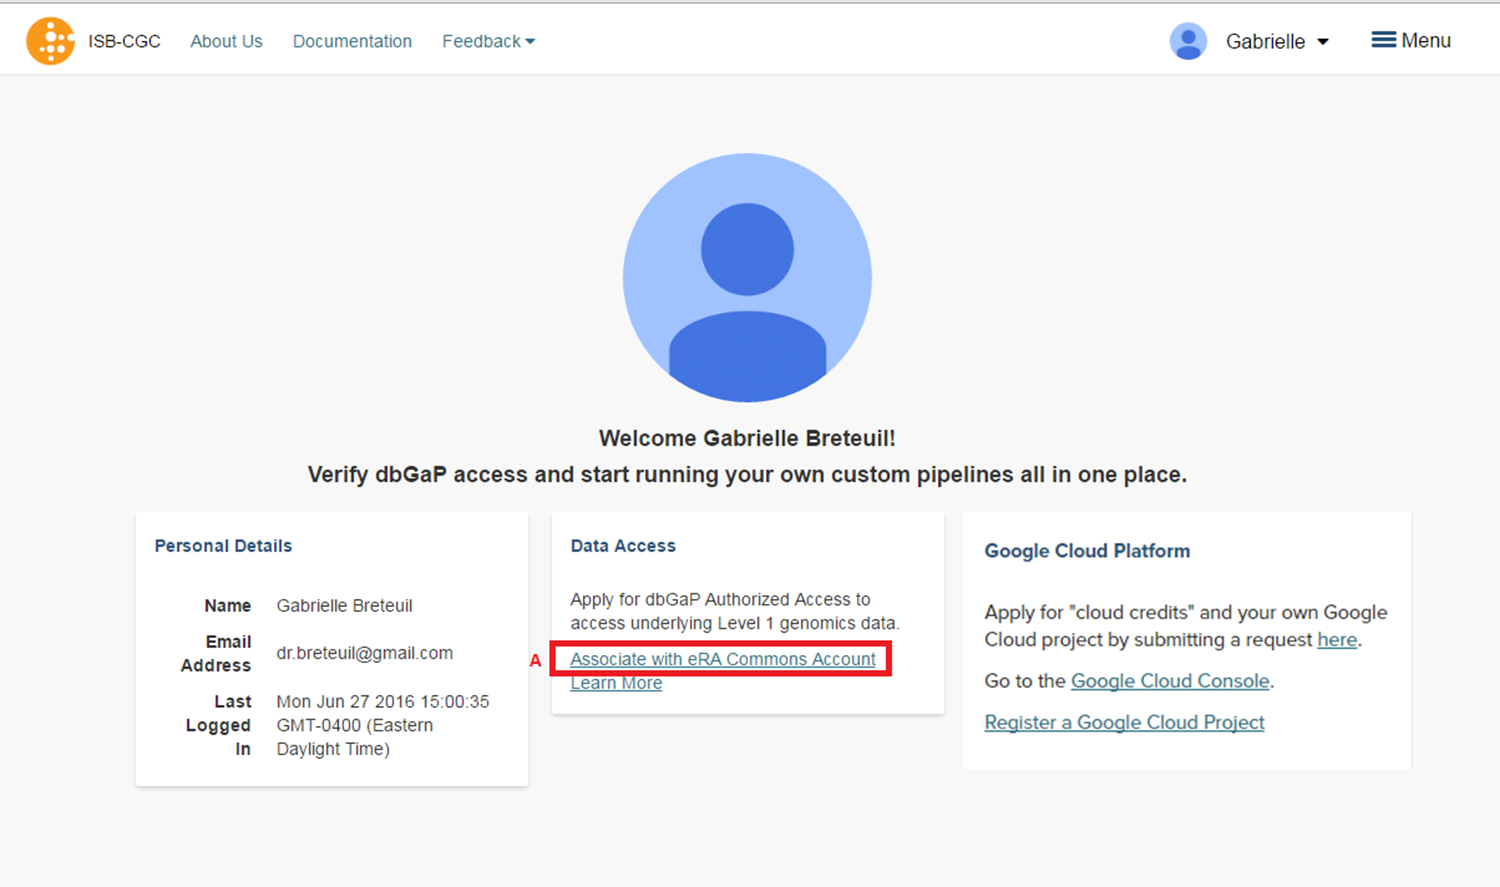 ISB-CGC About Us Documentation Feedback Gabrielle Menu
Welcome Gabrielle Breteuil!
Verify dbGaP access and start running your own custom pipelines all in one place.
Personal Details
Name Gabrielle Breteuil
Email Address dr.breteuil@gmail.com
Last Mon Jun 27 2016 15:00:35
Logged GMT-0400 (Eastern
In Daylight Time)
Data Access
Apply for dbGaP Authorized Access to
access underlying Level 1 genomics data.
A Associate with eRA Commons Account
Learn More
Google Cloud Platform
Apply for "cloud credits" and your own Google
Cloud project by submitting a request here.
Go to the Google Cloud Console.
Register a Google Cloud Project